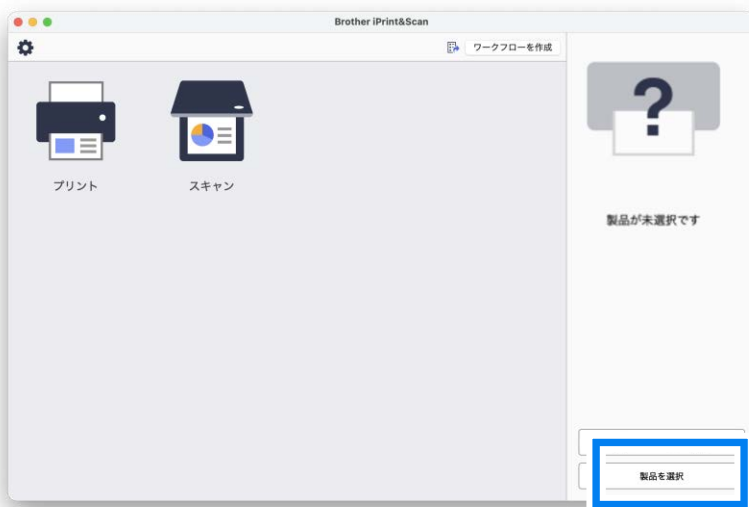 Brother iPrint&Scan
ワークフローを作成
プリント
スキャン
製品が未選択です
製品を選択